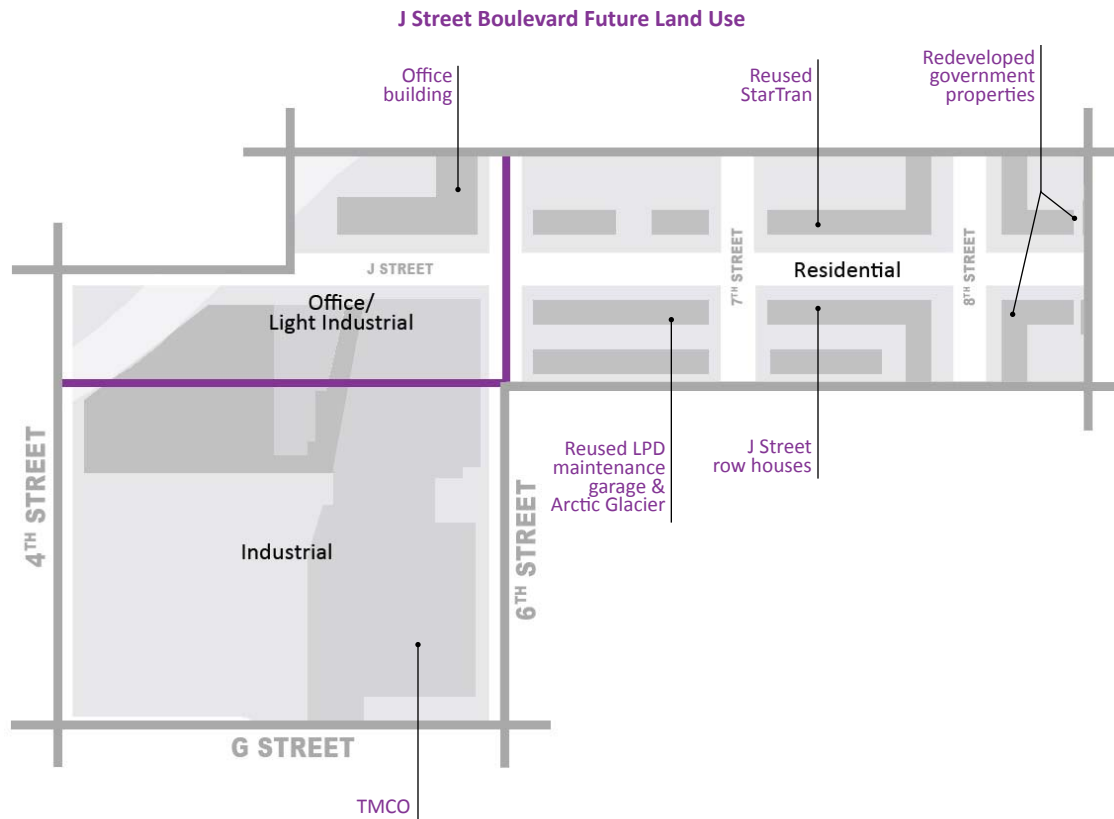 J Street Boulevard Future Land Use
Office
building
Reused
StarTran
Redeveloped
government
properties
J STREET
7TH STREET
Residential
8TH STREET
Office/
Light Industrial
4TH STREET
Reused LPD
maintenance
garage &
Arctic Glacier
J Street
row houses
6TH STREET
Industrial
G STREET
TMCO